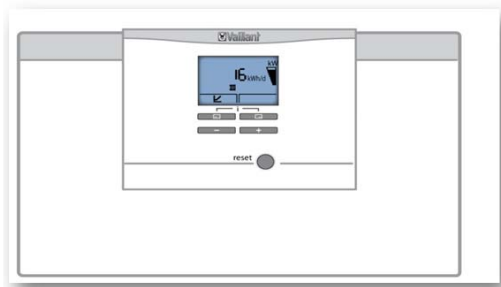 Vaillant
kW
16 kWh/d
i
− +
reset